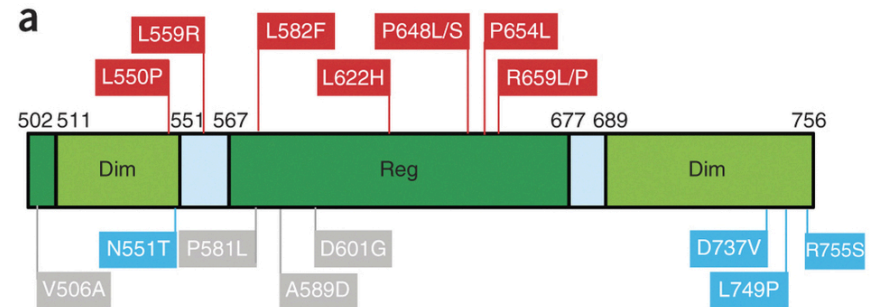 a
L559R
L582F
P648L/S
P654L
L550P
L622H
R659L/P
502 511 551 567 677 689 756
Dim
Reg
Dim
N551T
P581L
D601G
D737V
R755S
V506A
A589D
L749P